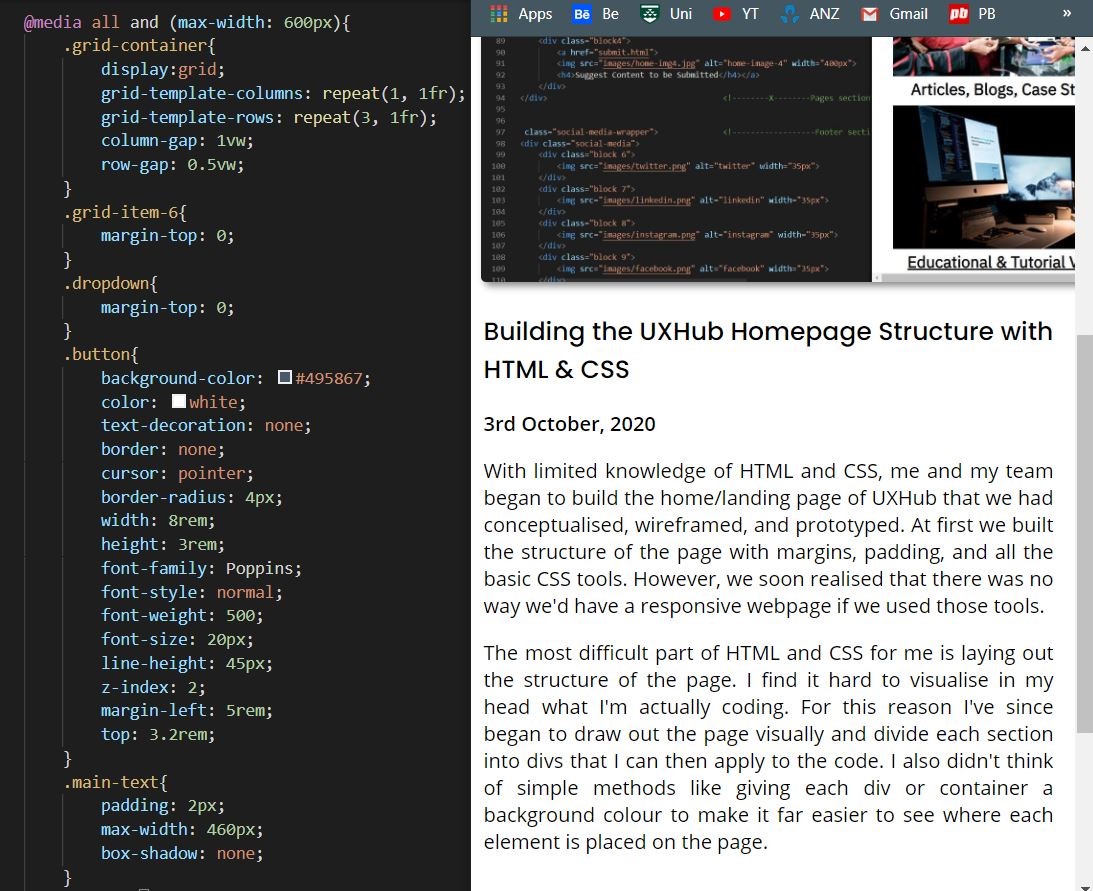 @media all and (max-width: 600px){
.grid-container{
display:grid;
grid-template-columns: repeat(1, 1fr);
grid-template-rows: repeat(3, 1fr);
column-gap: 1vw;
row-gap: 0.5vw;
}
.grid-item-6{
margin-top: 0;
}
.dropdown{
margin-top: 0;
}
.button{
background-color: #495867;
color: white;
text-decoration: none;
border: none;
cursor: pointer;
border-radius: 4px;
width: 8rem;
height: 3rem;
font-family: Poppins;
font-style: normal;
font-weight: 500;
font-size: 20px;
line-height: 45px;
z-index: 2;
margin-left: 5rem;
top: 3.2rem;
}
.main-text{
padding: 2px;
max-width: 460px;
box-shadow: none;
}
Apps Bē Be Uni YT ANZ Gmail pb PB »
89 <div class="block4">
90 <a href="submit.html">
91 <img src="images/home-img4.jpg" alt="home-image-4" width="400px">
92 <h4>Suggest Content to be Submitted</h4></a>
93 </div>
94 </div> <!--------X--------Pages section
95
96
97 class="social-media-wrapper"> <!-----------------Footer secti
98 <div class="social-media">
99 <div class="block 6">
100 <img src="images/twitter.png" alt="twitter" width="35px">
101 </div>
102 <div class="block 7">
103 <img src="images/linkedin.png" alt="linkedin" width="35px">
104 </div>
105 <div class="block 8">
106 <img src="images/instagram.png" alt="instagram" width="35px">
107 </div>
108 <div class="block 9">
109 <img src="images/facebook.png" alt="facebook" width="35px">
110 </div>
Articles, Blogs, Case St
Educational & Tutorial V
Building the UXHub Homepage Structure with
HTML & CSS
3rd October, 2020
With limited knowledge of HTML and CSS, me and my team
began to build the home/landing page of UXHub that we had
conceptualised, wireframed, and prototyped. At first we built
the structure of the page with margins, padding, and all the
basic CSS tools. However, we soon realised that there was no
way we'd have a responsive webpage if we used those tools.
The most difficult part of HTML and CSS for me is laying out
the structure of the page. I find it hard to visualise in my
head what I'm actually coding. For this reason I've since
began to draw out the page visually and divide each section
into divs that I can then apply to the code. I also didn't think
of simple methods like giving each div or container a
background colour to make it far easier to see where each
element is placed on the page.